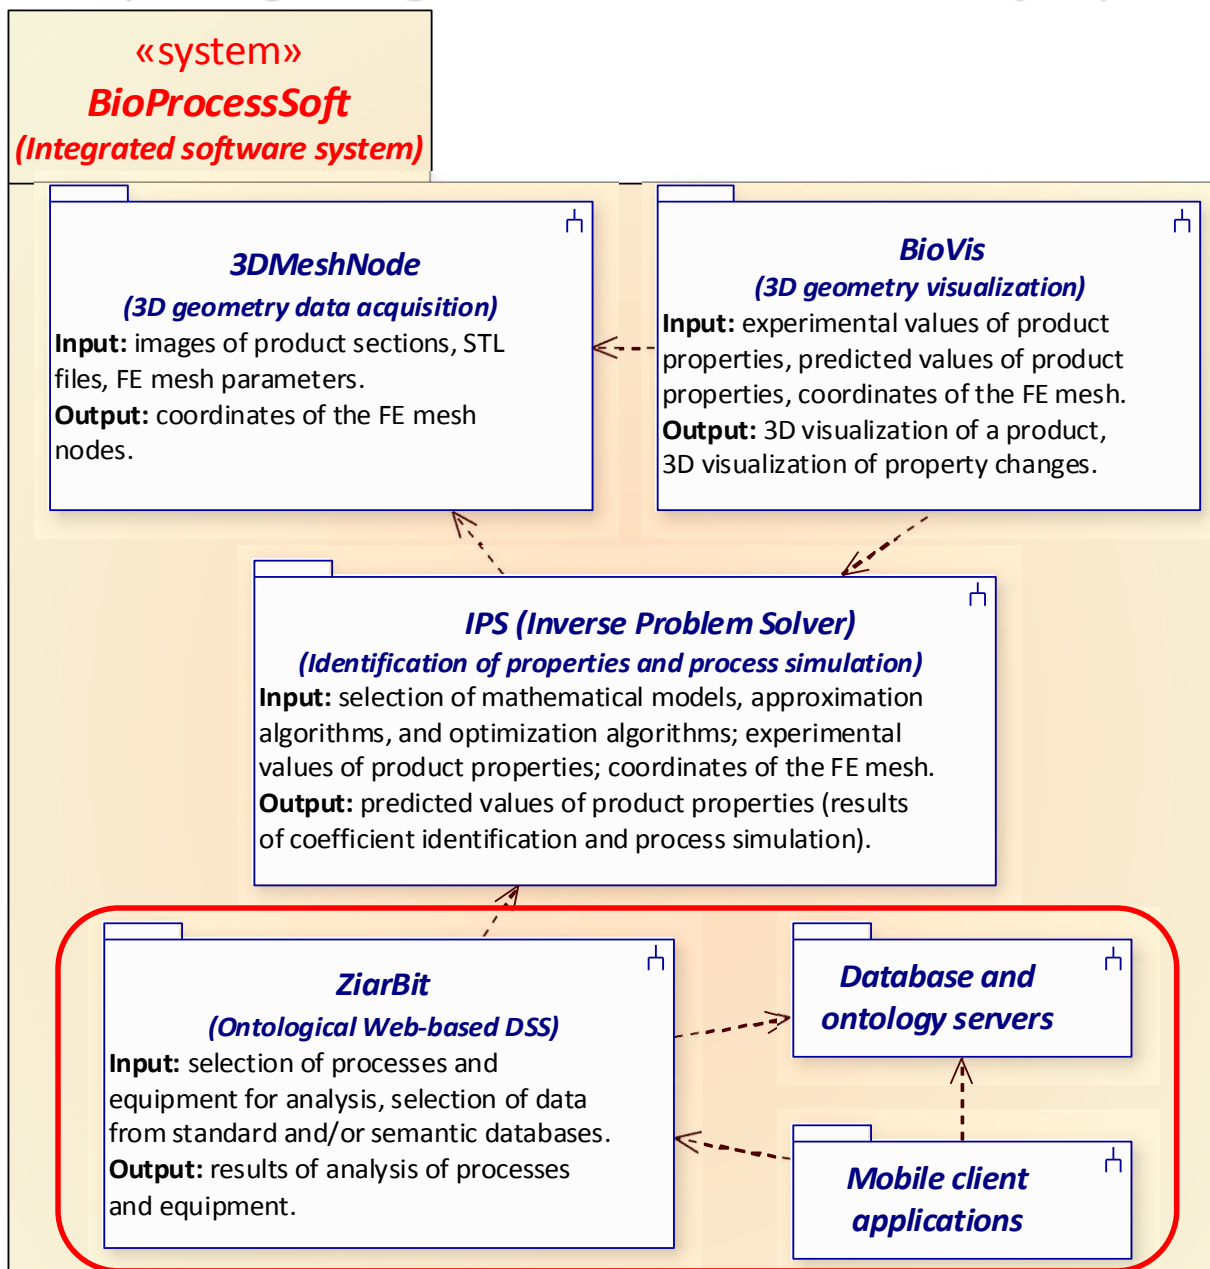 «system»
BioProcessSoft
(Integrated software system)
3DMeshNode
(3D geometry data acquisition)
Input: images of product sections, STL
files, FE mesh parameters.
Output: coordinates of the FE mesh
nodes.
BioVis
(3D geometry visualization)
Input: experimental values of product
properties, predicted values of product
properties, coordinates of the FE mesh.
Output: 3D visualization of a product,
3D visualization of property changes.
IPS (Inverse Problem Solver)
(Identification of properties and process simulation)
Input: selection of mathematical models, approximation
algorithms, and optimization algorithms; experimental
values of product properties; coordinates of the FE mesh.
Output: predicted values of product properties (results
of coefficient identification and process simulation).
ZiarBit
(Ontological Web-based DSS)
Input: selection of processes and
equipment for analysis, selection of data
from standard and/or semantic databases.
Output: results of analysis of processes
and equipment.
Database and
ontology servers
Mobile client
applications